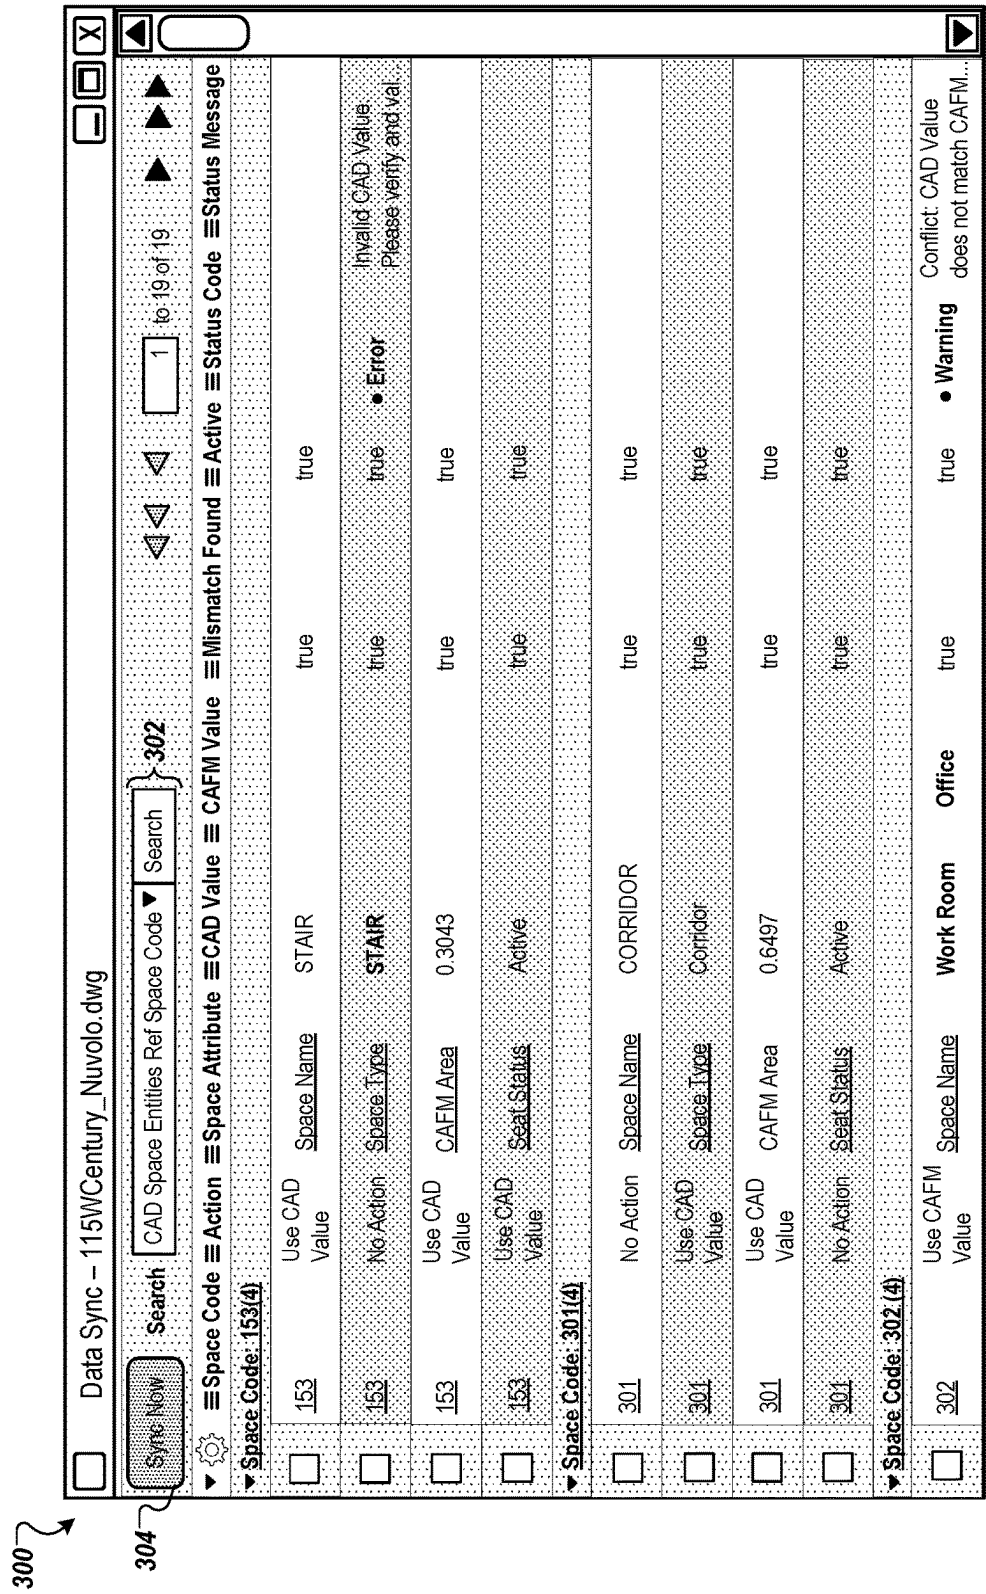 300
Data Sync – 115WCentury_Nuvolo.dwg
X
304
Sync Now
Search
CAD Space Entities Ref Space Code
Search
302
1
to 19 of 19
Space Code
Action
Space Attribute
CAD Value
CAFM Value
Mismatch Found
Active
Status Code
Status Message
Space Code: 153(4)
153 Use CAD Value Space Name STAIR true true
153 No Action Space Type STAIR true true • Error Invalid CAD Value Please verify and val...
153 Use CAD Value CAFM Area 0.3043 true true
153 Use CAD Value Seat Status Active true true
Space Code: 301(4)
301 No Action Space Name CORRIDOR true true
301 Use CAD Value Space Type Corridor true true
301 Use CAD Value CAFM Area 0.6497 true true
301 No Action Seat Status Active true true
Space Code: 302 (4)
302 Use CAFM Value Space Name Work Room Office true true • Warning Conflict: CAD Value does not match CAFM...